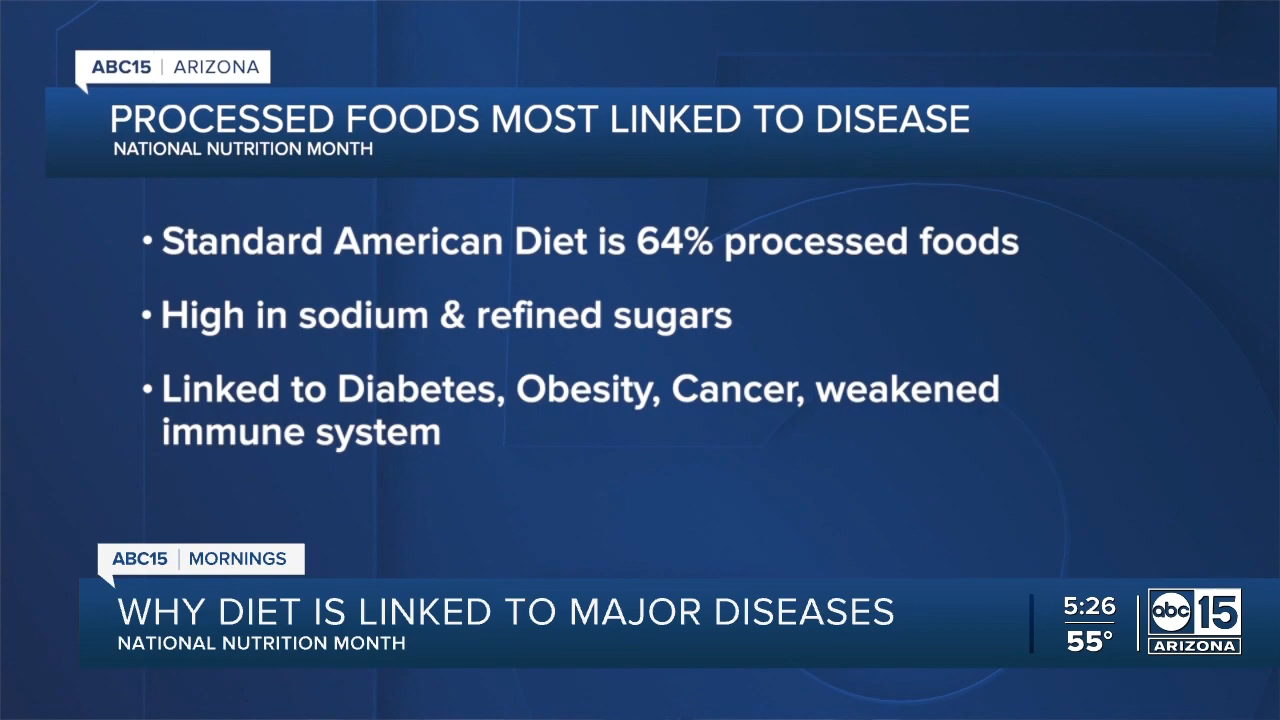 ABC15 | ARIZONA
PROCESSED FOODS MOST LINKED TO DISEASE
NATIONAL NUTRITION MONTH
• Standard American Diet is 64% processed foods
• High in sodium & refined sugars
• Linked to Diabetes, Obesity, Cancer, weakened
immune system
ABC15 | MORNINGS
WHY DIET IS LINKED TO MAJOR DISEASES
NATIONAL NUTRITION MONTH
5:26
55°
abc 15
ARIZONA